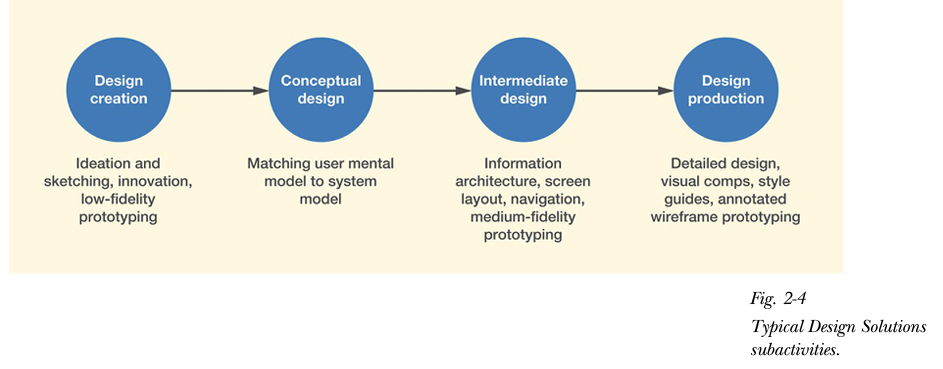 Design
creation
Conceptual
design
Intermediate
design
Design
production
Ideation and
sketching, innovation,
low-fidelity
prototyping
Matching user mental
model to system
model
Information
architecture, screen
layout, navigation,
medium-fidelity
prototyping
Detailed design,
visual comps, style
guides, annotated
wireframe prototyping
Fig. 2-4
Typical Design Solutions
subactivities.